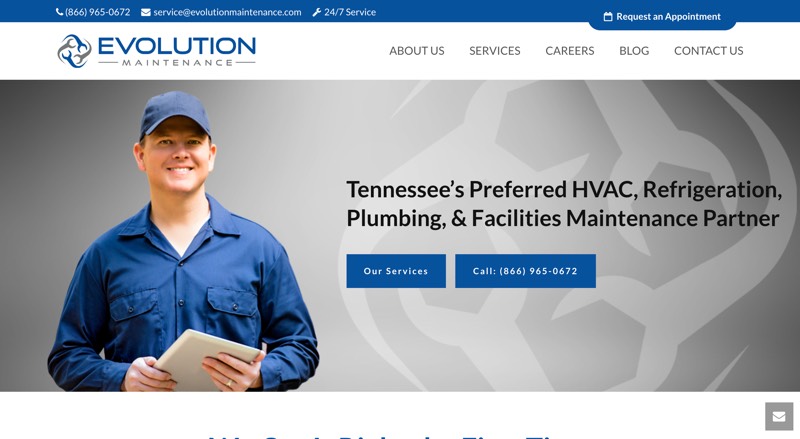 (866) 965-0672 service@evolutionmaintenance.com 24/7 Service
Request an Appointment
EVOLUTION
MAINTENANCE
ABOUT US SERVICES CAREERS BLOG CONTACT US
Tennessee's Preferred HVAC, Refrigeration,
Plumbing, & Facilities Maintenance Partner
Our Services Call: (866) 965-0672